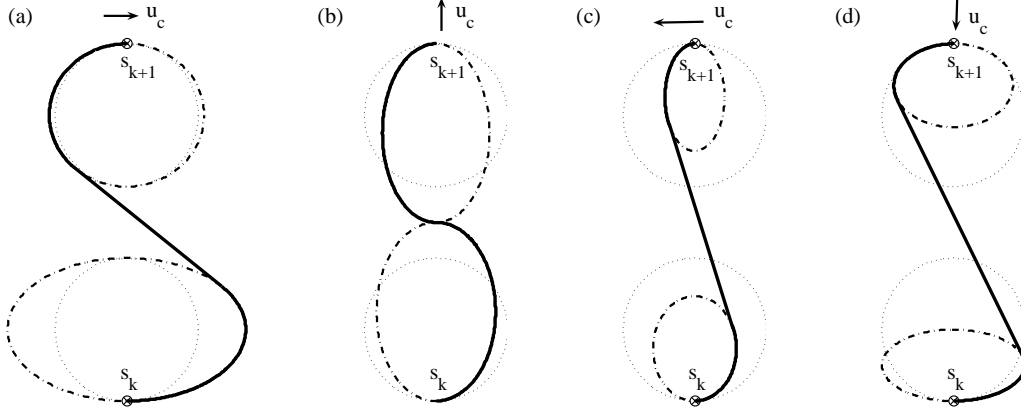 (a) u_c (b) u_c (c) u_c (d) u_c
s_{k+1} s_{k+1} s_{k+1} s_{k+1}
s_k s_k s_k s_k